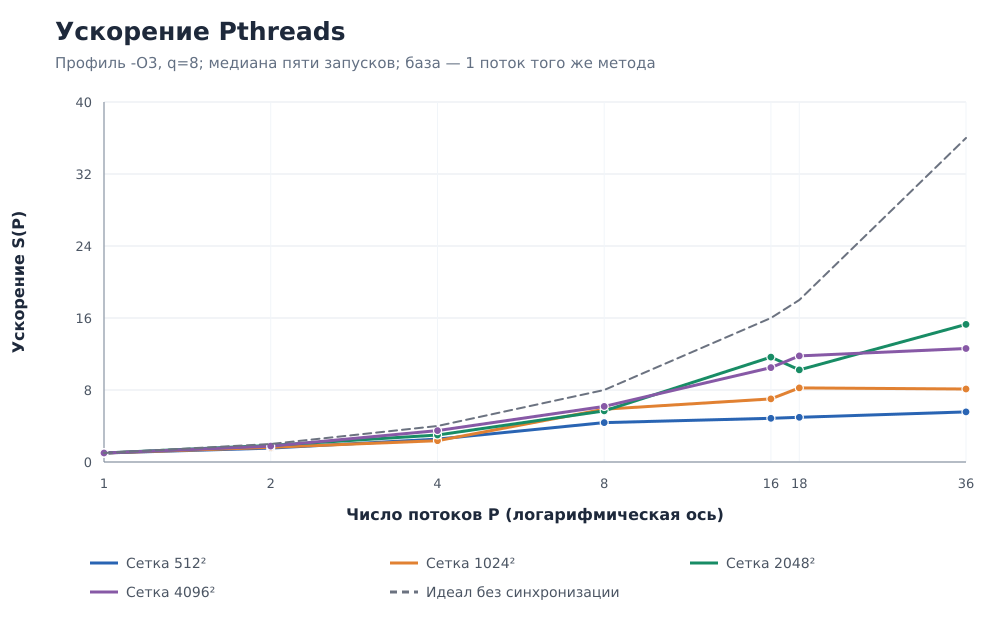 Ускорение Pthreads
Профиль -O3, q=8; медиана пяти запусков; база — 1 поток того же метода
Ускорение S(P)
40
32
24
16
8
0
1 2 4 8 16 18 36
Число потоков P (логарифмическая ось)
Сетка 512² Сетка 1024² Сетка 2048²
Сетка 4096² Идеал без синхронизации